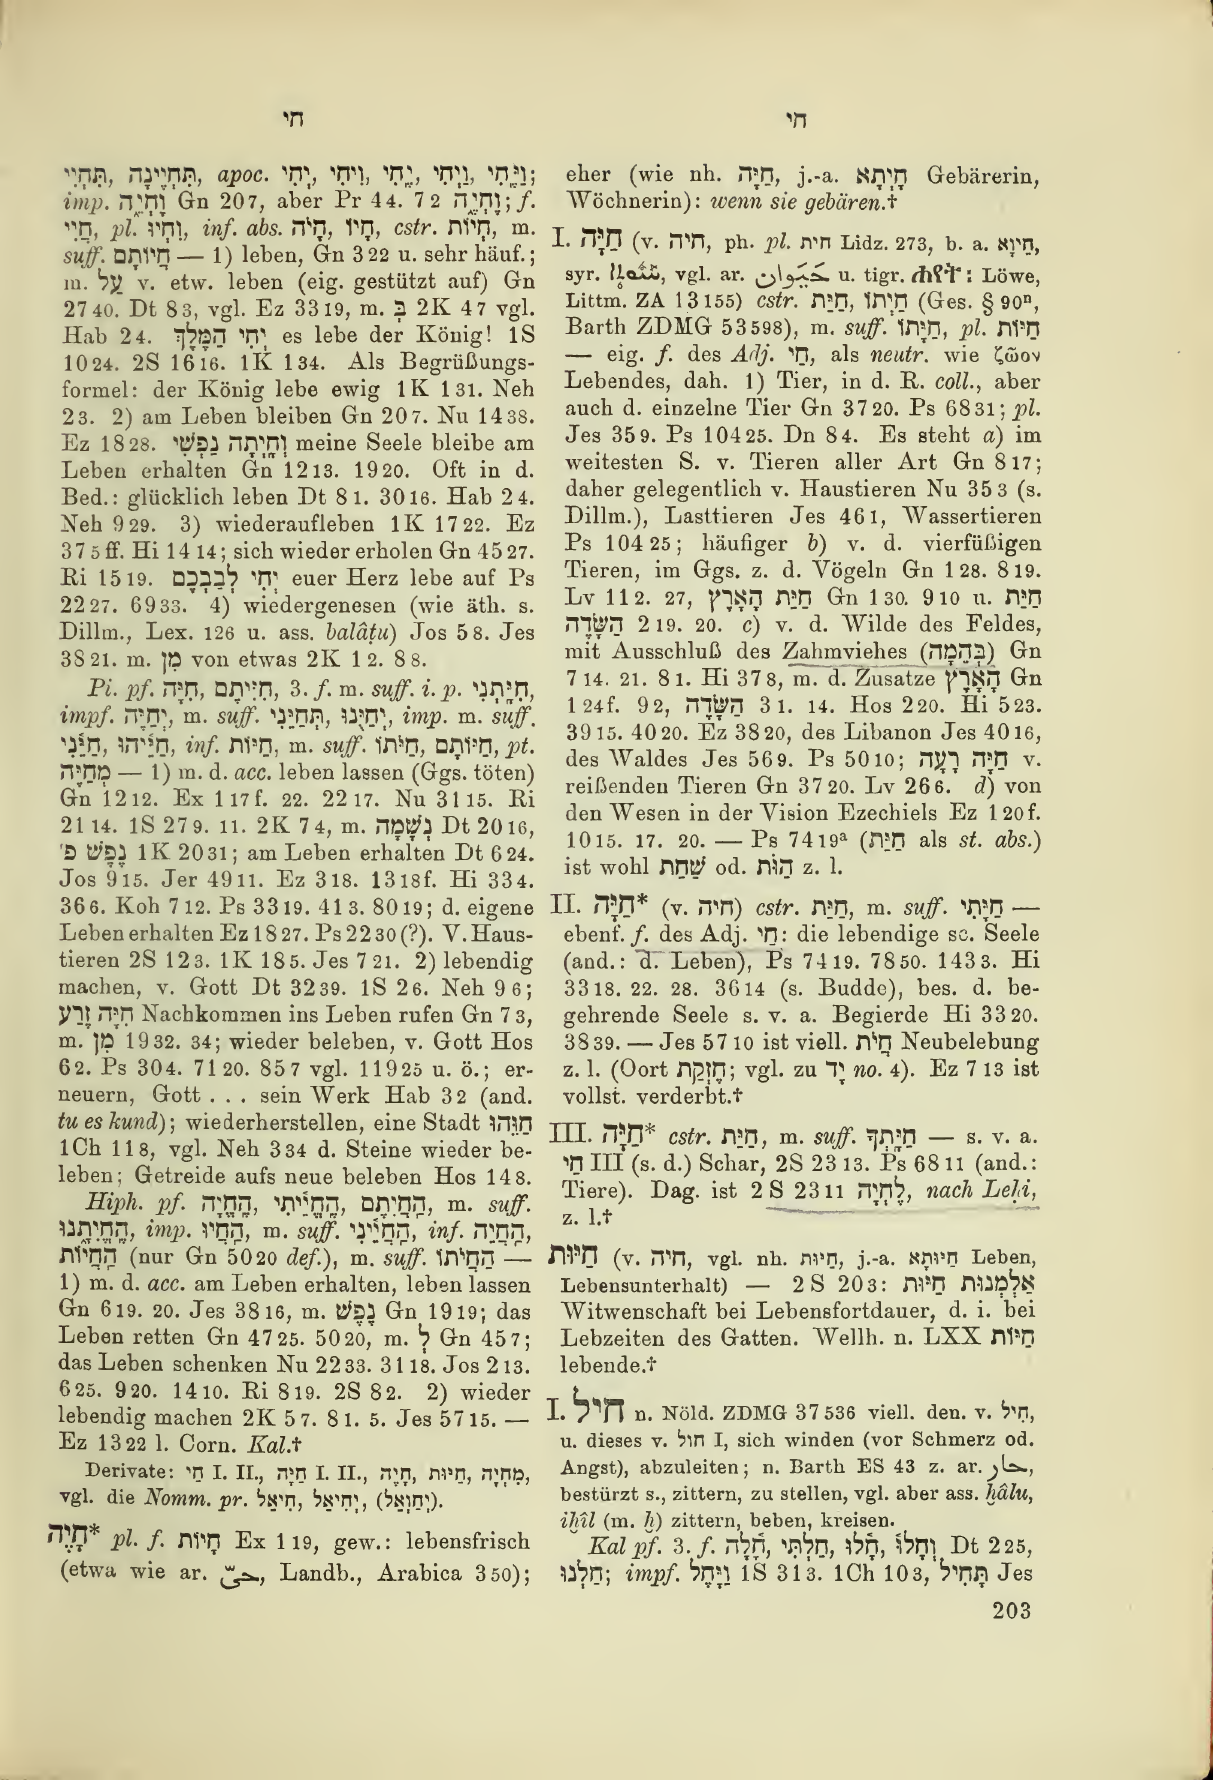 חי
חי
תִּחְיֶינָה, תִּחְיֶי, apoc. יְחִי, וִיחִי, יֶחִי, וַיְחִי, וַיֶּחִי;
imp. וֶחְיֵה Gn 207, aber Pr 44. 72 וֶחְיֵה; f.
חֲיִי, pl. וִחְיוּ, inf. abs. חָיֹה, חָיוֹ, cstr. חֲיוֹת, m.
suff. חֲיוֹתָם — 1) leben, Gn 322 u. sehr häuf.;
m. עַל v. etw. leben (eig. gestützt auf) Gn
2740. Dt 83, vgl. Ez 3319, m. בְּ 2K 47 vgl.
Hab 24. יְחִי הַמֶּלֶךְ es lebe der König! 1S
1024. 2S 1616. 1K 134. Als Begrüßungs-
formel: der König lebe ewig 1K 131. Neh
23. 2) am Leben bleiben Gn 207. Nu 1438.
Ez 1828. וְחָיְתָה נַפְשִׁי meine Seele bleibe am
Leben erhalten Gn 1213. 1920. Oft in d.
Bed.: glücklich leben Dt 81. 3016. Hab 24.
Neh 929. 3) wiederaufleben 1K 1722. Ez
375ff. Hi 1414; sich wieder erholen Gn 4527.
Ri 1519. יְחִי לְבַבְכֶם euer Herz lebe auf Ps
2227. 6933. 4) wiedergenesen (wie äth. s.
Dillm., Lex. 126 u. ass. balâṭu) Jos 58. Jes
3821. m. מִן von etwas 2K 12. 88.
Pi. pf. חִיָּה, חִיִּיתָם, 3. f. m. suff. i. p. חִיָּתְנִי,
impf. יְחַיֶּה, m. suff. תְּחַיֵּנִי, יְחַיֵּנוּ, imp. m. suff.
חַיֵּנִי, חַיֵּיהוּ, inf. חַיּוֹת, m. suff. חַיֹּתוֹ, חַיּוֹתָם, pt.
מְחַיֶּה — 1) m. d. acc. leben lassen (Ggs. töten)
Gn 1212. Ex 117f. 22. 2217. Nu 3115. Ri
2114. 1S 279. 11. 2K 74, m. נְשָׁמָה Dt 2016,
נֶפֶשׁ פ׳ 1K 2031; am Leben erhalten Dt 624.
Jos 915. Jer 4911. Ez 318. 1318f. Hi 334.
366. Koh 712. Ps 3319. 413. 8019; d. eigene
Leben erhalten Ez 1827. Ps 2230(?). V. Haus-
tieren 2S 123. 1K 185. Jes 721. 2) lebendig
machen, v. Gott Dt 3239. 1S 26. Neh 96;
חִיָּה זֶרַע Nachkommen ins Leben rufen Gn 73,
m. מִן 1932. 34; wieder beleben, v. Gott Hos
62. Ps 304. 7120. 857 vgl. 11925 u. ö.; er-
neuern, Gott . . . sein Werk Hab 32 (and.
tu es kund); wiederherstellen, eine Stadt חַוֵּהוּ
1Ch 118, vgl. Neh 334 d. Steine wieder be-
leben; Getreide aufs neue beleben Hos 148.
Hiph. pf. הֶחֱיָה, הֶחֱיֵיתִי, הַחֲיִתֶם, m. suff.
הֶחֱיִתָנוּ, imp. הַחֲיוּ, m. suff. הַחֲיֵינִי, inf. הַחֲיֵה,
הַחֲיוֹת (nur Gn 5020 def.), m. suff. הַחֲיֹתוֹ —
1) m. d. acc. am Leben erhalten, leben lassen
Gn 619. 20. Jes 3816, m. נֶפֶשׁ Gn 1919; das
Leben retten Gn 4725. 5020, m. לְ Gn 457;
das Leben schenken Nu 2233. 3118. Jos 213.
625. 920. 1410. Ri 819. 2S 82. 2) wieder
lebendig machen 2K 57. 81. 5. Jes 5715. —
Ez 1322 l. Corn. Kal.†
Derivate: חַי I. II., חַיָּה I. II., חָיֶה, חַיּוּת, מִחְיָה,
vgl. die Nomm. pr. חִיאֵל, יְחִיאֵל, (יְחַוְאֵל).
חָיֶה* pl. f. חָיוֹת Ex 119, gew.: lebensfrisch
(etwa wie ar. حىّ, Landb., Arabica 350);
eher (wie nh. חַיָּה, j.-a. חָיְתָא Gebärerin,
Wöchnerin): wenn sie gebären.†
I. חַיָּה (v. חיה, ph. pl. חית Lidz. 273, b. a. חֵיוָא,
syr. ܚܝܘܬܐ, vgl. ar. حَيَوان u. tigr. Löwe,
Littm. ZA 13155) cstr. חַיַּת, חַיְתוֹ (Ges. § 90ⁿ,
Barth ZDMG 53598), m. suff. חַיָּתוֹ, pl. חַיּוֹת
— eig. f. des Adj. חַי, als neutr. wie ζῶον
Lebendes, dah. 1) Tier, in d. R. coll., aber
auch d. einzelne Tier Gn 3720. Ps 6831; pl.
Jes 359. Ps 10425. Dn 84. Es steht a) im
weitesten S. v. Tieren aller Art Gn 817;
daher gelegentlich v. Haustieren Nu 353 (s.
Dillm.), Lasttieren Jes 461, Wassertieren
Ps 10425; häufiger b) v. d. vierfüßigen
Tieren, im Ggs. z. d. Vögeln Gn 128. 819.
Lv 112. 27, חַיַּת הָאָרֶץ Gn 130. 910 u. חַיַּת
הַשָּׂדֶה 219. 20. c) v. d. Wilde des Feldes,
mit Ausschluß des Zahmviehes (בְּהֵמָה) Gn
714. 21. 81. Hi 378, m. d. Zusatze הָאָרֶץ Gn
124f. 92, הַשָּׂדֶה 31. 14. Hos 220. Hi 523.
3915. 4020. Ez 3820, des Libanon Jes 4016,
des Waldes Jes 569. Ps 5010; חַיָּה רָעָה v.
reißenden Tieren Gn 3720. Lv 266. d) von
den Wesen in der Vision Ezechiels Ez 120f.
1015. 17. 20. — Ps 7419ᵃ (חַיַּת als st. abs.)
ist wohl שַׁחַת od. הַוֹּת z. l.
II. חַיָּה* (v. חיה) cstr. חַיַּת, m. suff. חַיָּתִי —
ebenf. f. des Adj. חַי: die lebendige sc. Seele
(and.: d. Leben), Ps 7419. 7850. 1433. Hi
3318. 22. 28. 3614 (s. Budde), bes. d. be-
gehrende Seele s. v. a. Begierde Hi 3320.
3839. — Jes 5710 ist viell. חַיֹּת Neubelebung
z. l. (Oort חֶזְקַת; vgl. zu יָד no. 4). Ez 713 ist
vollst. verderbt.†
III. חַיָּה* cstr. חַיַּת, m. suff. חַיָּתְךָ — s. v. a.
חַי III (s. d.) Schar, 2S 2313. Ps 6811 (and.:
Tiere). Dag. ist 2S 2311 לֶחְיָה, nach Leḥi,
z. l.†
חַיּוּת (v. חיה, vgl. nh. חַיּוּת, j.-a. חַיּוּתָא Leben,
Lebensunterhalt) — 2S 203: אַלְמְנוּת חַיּוּת
Witwenschaft bei Lebensfortdauer, d. i. bei
Lebzeiten des Gatten. Wellh. n. LXX חַיּוֹת
lebende.†
I. חיל n. Nöld. ZDMG 37536 viell. den. v. חִיל,
u. dieses v. חול I, sich winden (vor Schmerz od.
Angst), abzuleiten; n. Barth ES 43 z. ar. حار,
bestürzt s., zittern, zu stellen, vgl. aber ass. ḫâlu,
iḫîl (m. ḫ) zittern, beben, kreisen.
Kal pf. 3. f. חָלָה, חַלְתִּי, חָלוּ, וְחָלוּ Dt 225,
חַלְנוּ; impf. וַיָּחֶל 1S 313. 1Ch 103, תָּחִיל Jes
203